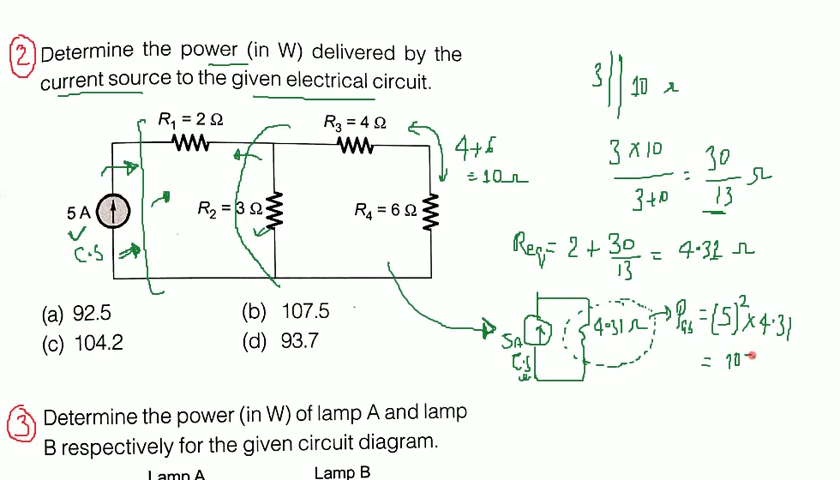 2 Determine the power (in W) delivered by the
current source to the given electrical circuit.
R1 = 2 Ω
R3 = 4 Ω
5 A
C.S
R2 = 3 Ω
R4 = 6 Ω
4+6
= 10 Ω
(a) 92.5
(b) 107.5
(c) 104.2
(d) 93.7
3 || 10 Ω
3 × 10 / 3+10 = 30 / 13 Ω
Req = 2 + 30/13 = 4.31 Ω
5A
C.S
4.31 Ω
= (5)² × 4.31
= 10
3 Determine the power (in W) of lamp A and lamp
B respectively for the given circuit diagram.
Lamp A
Lamp B